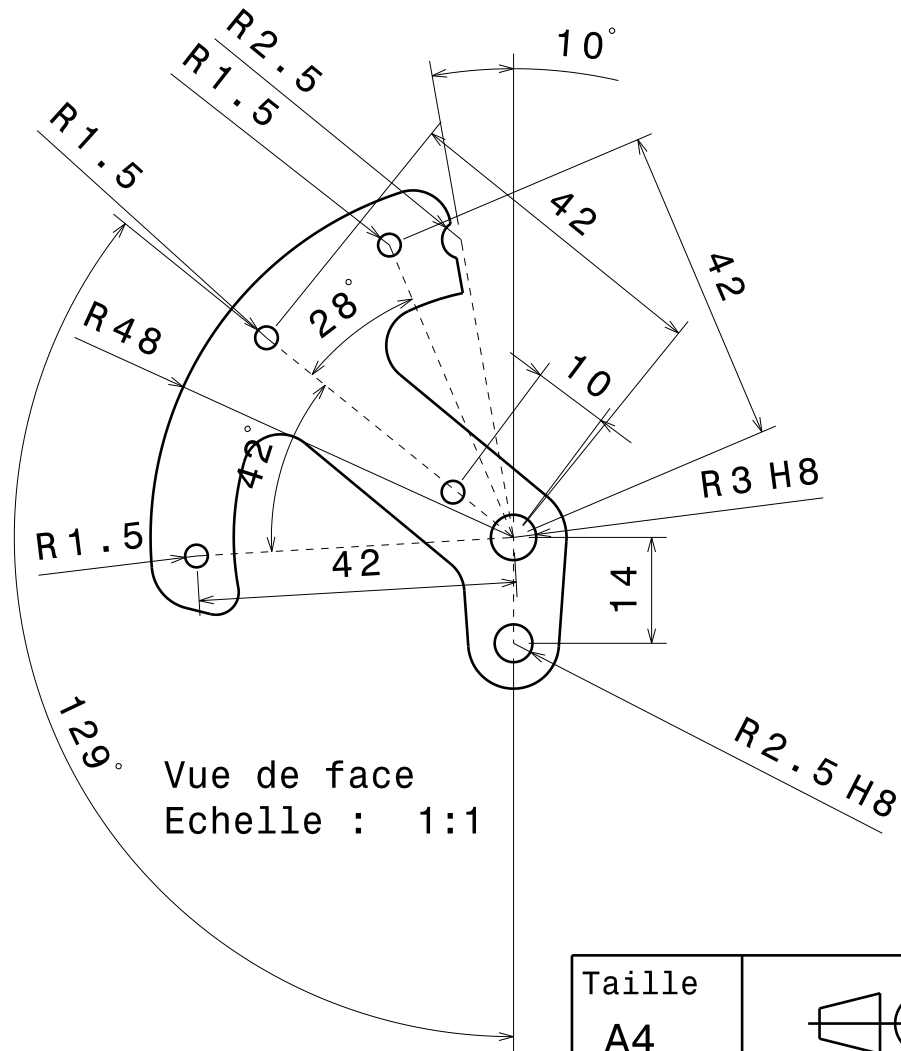 10°
R2.5
R1.5
R1.5
42
42
28°
R48
10
42°
R3 H8
R1.5
42
14
129°
R2.5 H8
Vue de face
Echelle : 1:1
Taille
A4